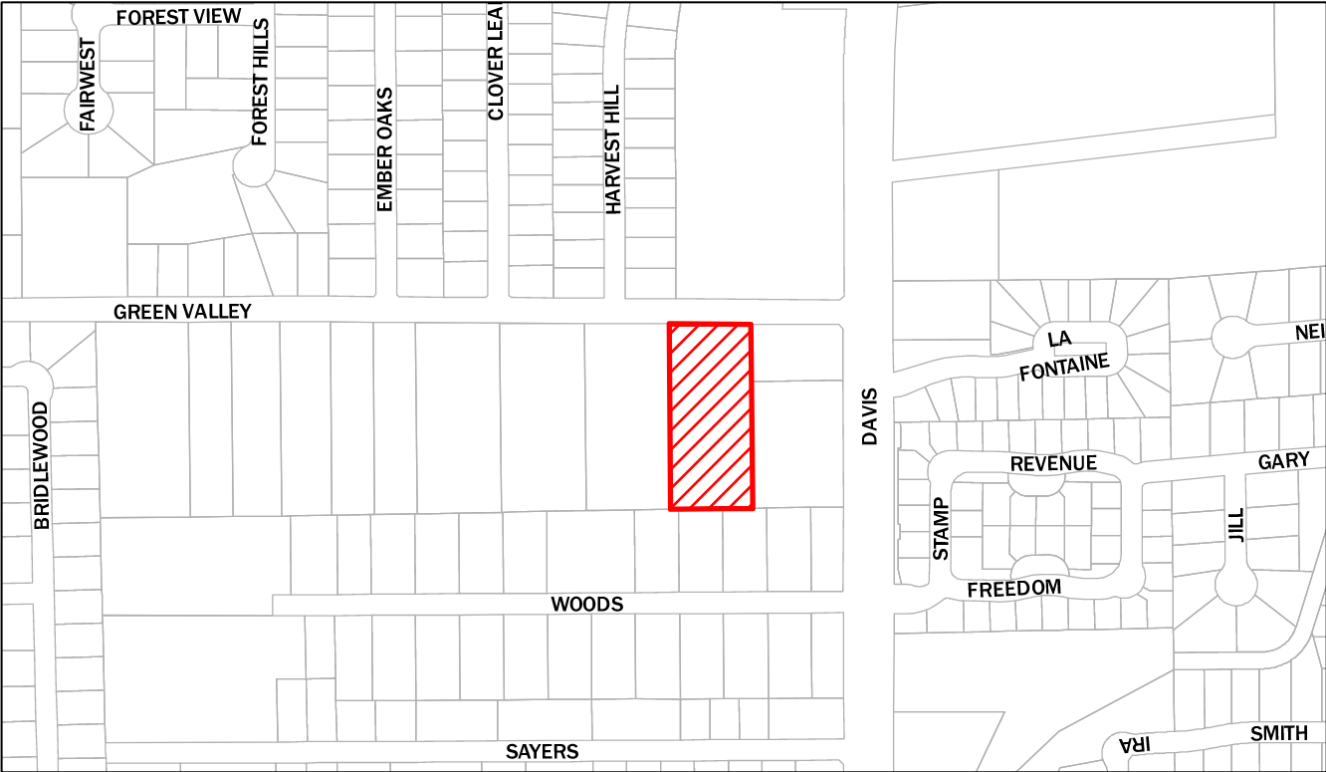 FOREST VIEW
FAIRWEST
FOREST HILLS
EMBER OAKS
CLOVER LEA
HARVEST HILL
GREEN VALLEY
BRIDLEWOOD
DAVIS
LA
FONTAINE
NEI
REVENUE
GARY
STAMP
JILL
FREEDOM
WOODS
SAYERS
IRA
SMITH